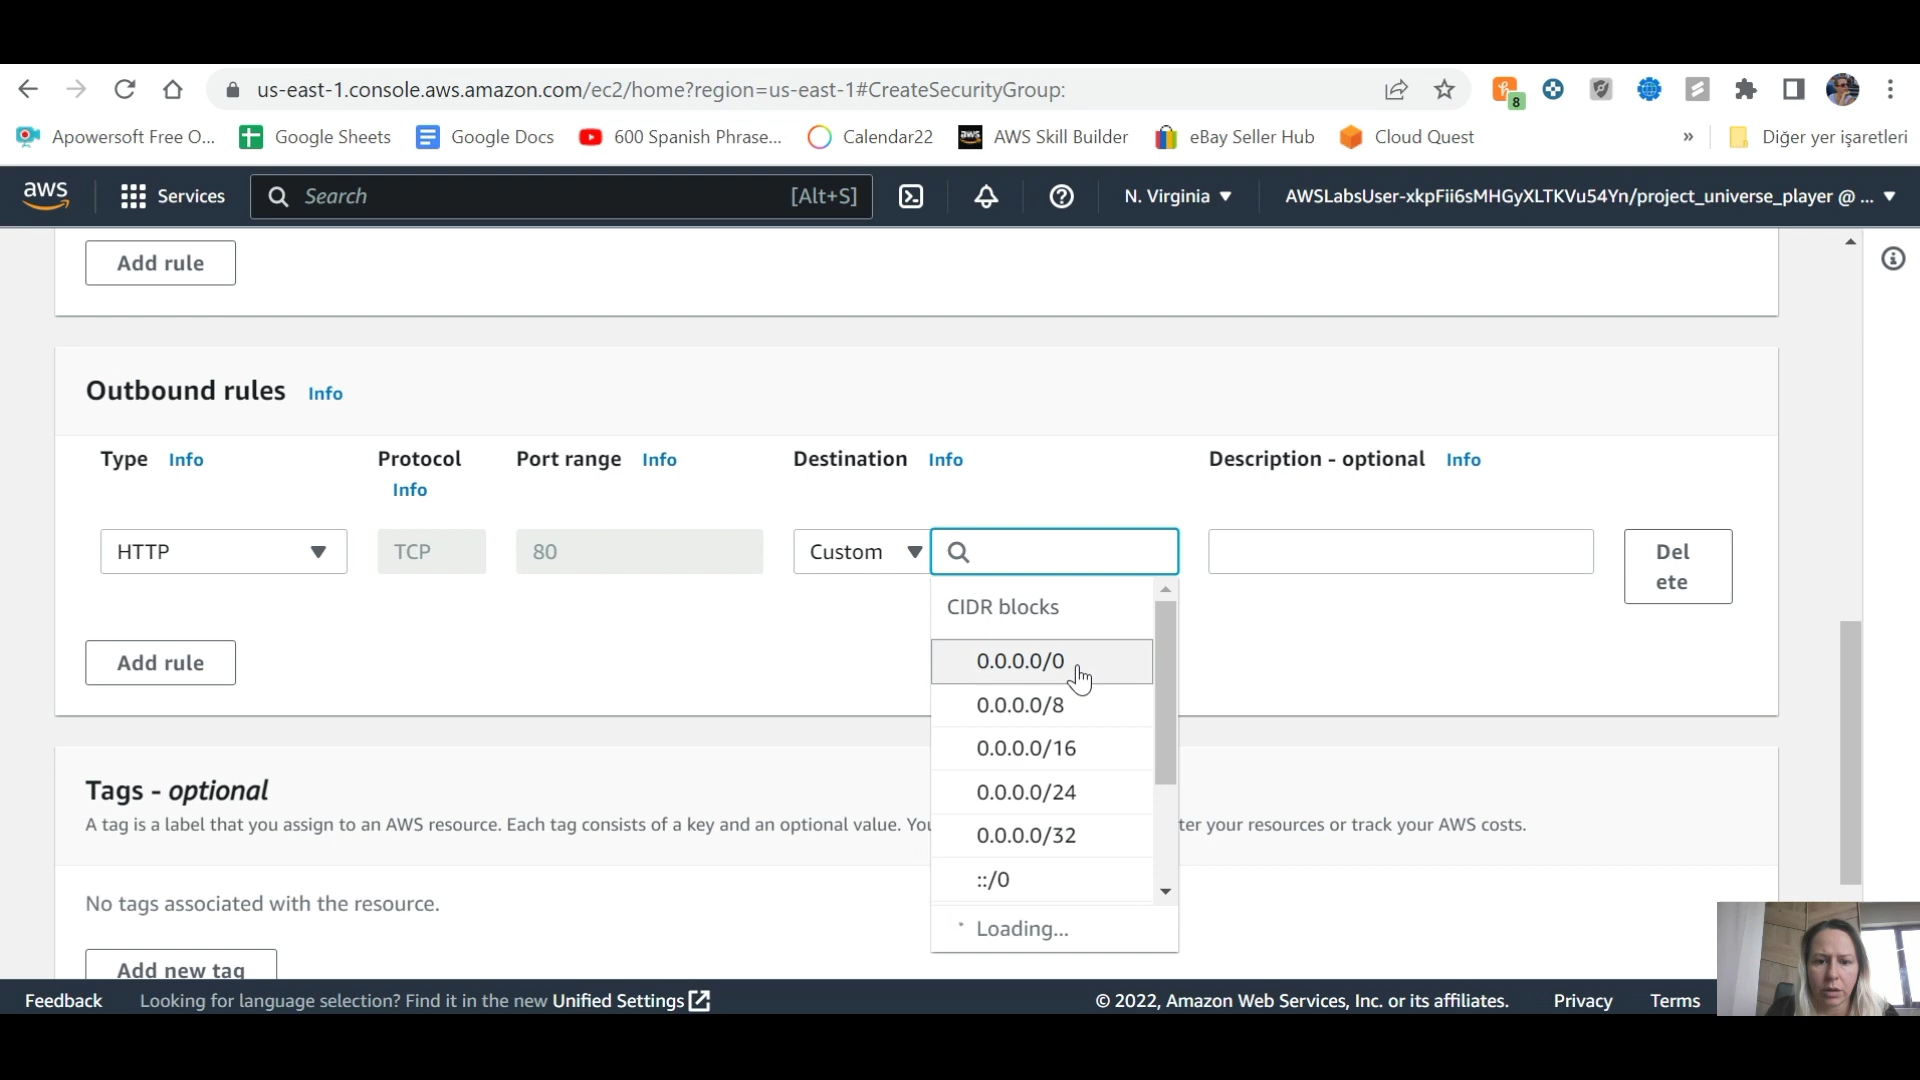 us-east-1.console.aws.amazon.com/ec2/home?region=us-east-1#CreateSecurityGroup:
8
Apowersoft Free O...
Google Sheets
Google Docs
600 Spanish Phrase...
Calendar22
aws
AWS Skill Builder
eBay Seller Hub
Cloud Quest
»
Diğer yer işaretleri
aws
Services
Search
[Alt+S]
N. Virginia
AWSLabsUser-xkpFii6sMHGyXLTKVu54Yn/project_universe_player @ ...
Add rule
Outbound rules Info
Type Info
Protocol
Info
Port range Info
Destination Info
Description - optional Info
HTTP
TCP
80
Custom
Del
ete
CIDR blocks
0.0.0.0/0
0.0.0.0/8
0.0.0.0/16
0.0.0.0/24
0.0.0.0/32
::/0
Loading...
Add rule
Tags - optional
A tag is a label that you assign to an AWS resource. Each tag consists of a key and an optional value. You
ter your resources or track your AWS costs.
No tags associated with the resource.
Add new tag
Feedback
Looking for language selection? Find it in the new Unified Settings
© 2022, Amazon Web Services, Inc. or its affiliates.
Privacy
Terms